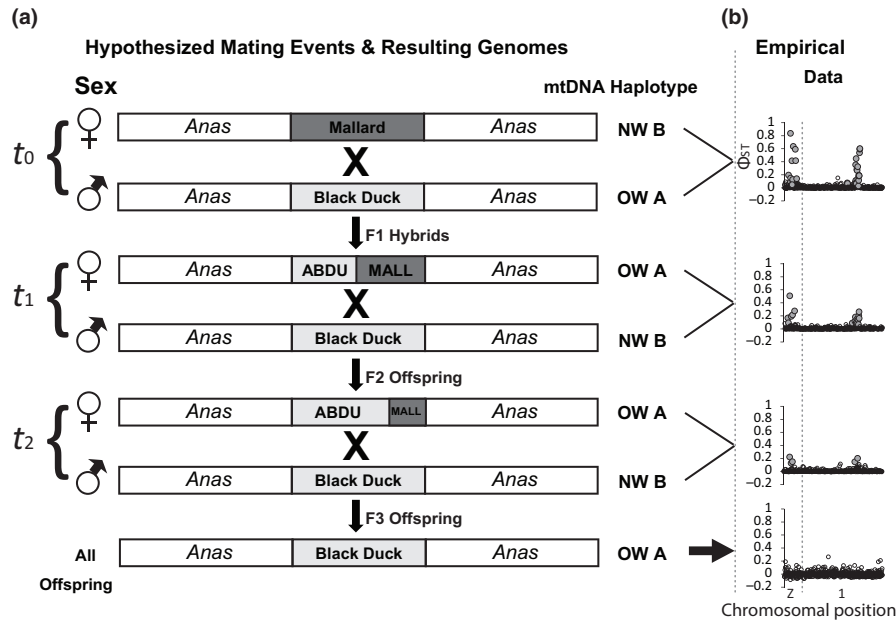 (a)
Hypothesized Mating Events & Resulting Genomes
Sex
mtDNA Haplotype
t0
Anas Mallard Anas NW B
X
Anas Black Duck Anas OW A
F1 Hybrids
t1
Anas ABDU MALL Anas OW A
X
Anas Black Duck Anas NW B
F2 Offspring
t2
Anas ABDU MALL Anas OW A
X
Anas Black Duck Anas NW B
F3 Offspring
All
Offspring
Anas Black Duck Anas OW A
(b)
Empirical
Data
ΦST
1
0.8
0.6
0.4
0.2
0
−0.2
1
0.8
0.6
0.4
0.2
0
−0.2
1
0.8
0.6
0.4
0.2
0
−0.2
1
0.8
0.6
0.4
0.2
0
−0.2
Z 1
Chromosomal position